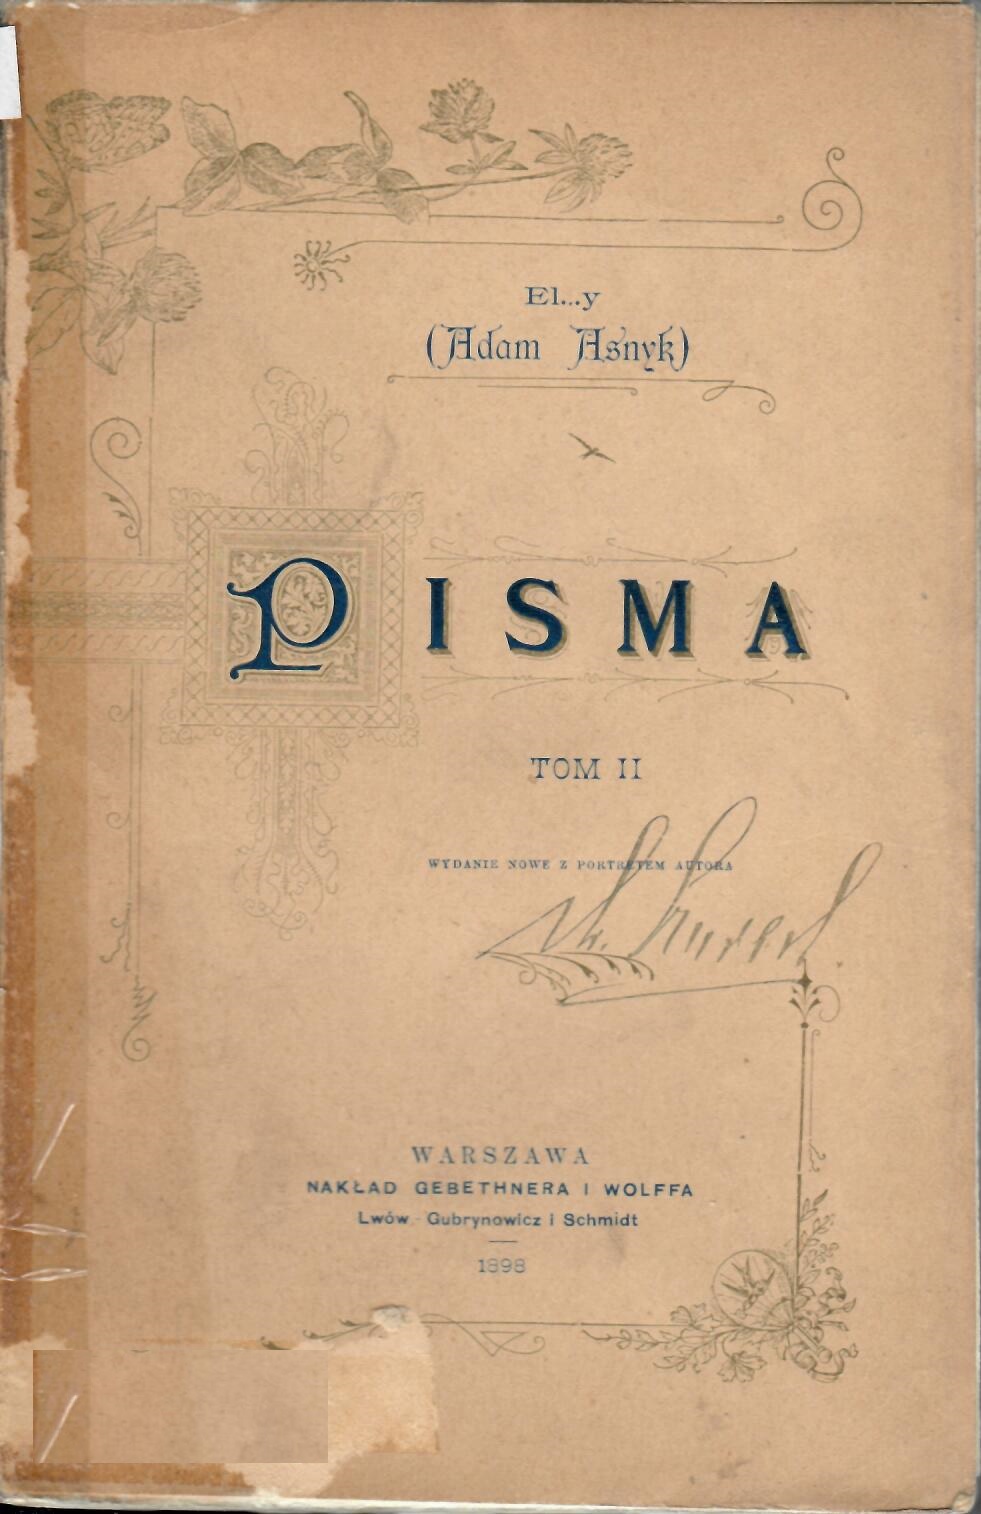 El...y
(Adam Asnyk)
PISMA
TOM II
WYDANIE NOWE Z PORTRETEM AUTORA
WARSZAWA
NAKŁAD GEBETHNERA I WOLFFA
Lwów - Gubrynowicz i Schmidt
1898